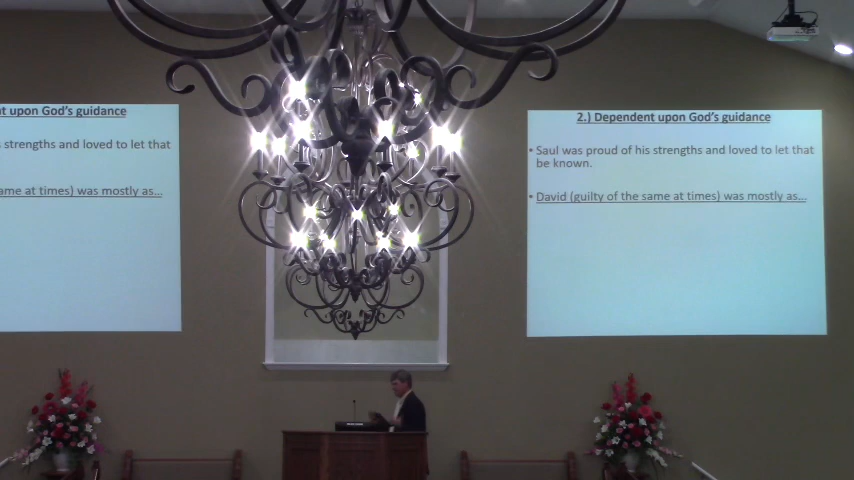 nt upon God's guidance
s strengths and loved to let that
ame at times) was mostly as...
2.) Dependent upon God's guidance
• Saul was proud of his strengths and loved to let that
be known.
• David (guilty of the same at times) was mostly as...